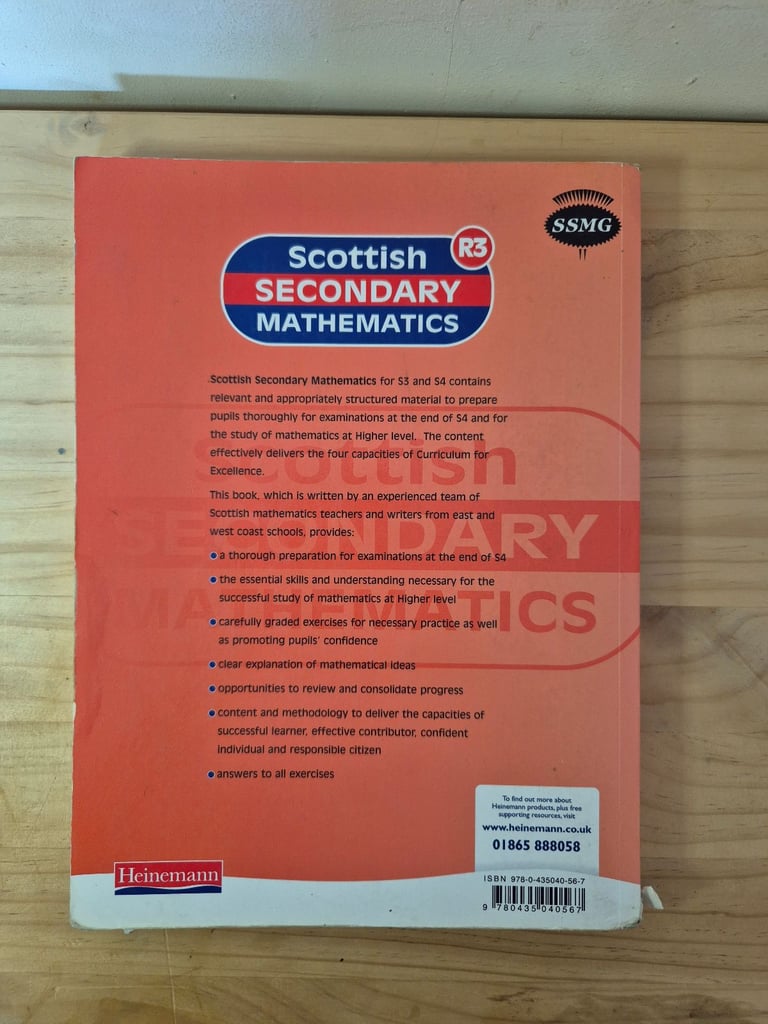 SSMG
R3
Scottish
SECONDARY
MATHEMATICS
Scottish Secondary Mathematics for S3 and S4 contains
relevant and appropriately structured material to prepare
pupils thoroughly for examinations at the end of S4 and for
the study of mathematics at Higher level. The content
effectively delivers the four capacities of Curriculum for
Excellence.
This book, which is written by an experienced team of
Scottish mathematics teachers and writers from east and
west coast schools, provides:
• a thorough preparation for examinations at the end of S4
• the essential skills and understanding necessary for the
successful study of mathematics at Higher level
• carefully graded exercises for necessary practice as well
as promoting pupils' confidence
• clear explanation of mathematical ideas
• opportunities to review and consolidate progress
• content and methodology to deliver the capacities of
successful learner, effective contributor, confident
individual and responsible citizen
• answers to all exercises
Scottish
SECONDARY
MATHEMATICS
To find out more about
Heinemann products, plus free
supporting resources, visit
www.heinemann.co.uk
01865 888058
Heinemann
ISBN 978-0-435040-56-7
9 780435 040567